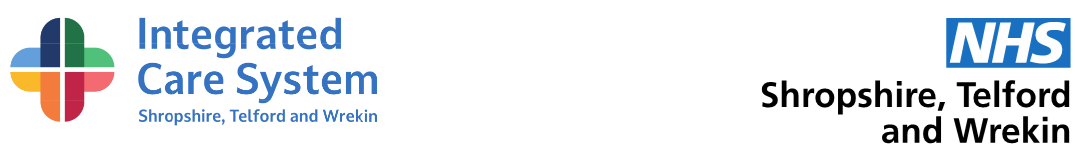 Integrated
Care System
Shropshire, Telford and Wrekin
NHS
Shropshire, Telford
and Wrekin